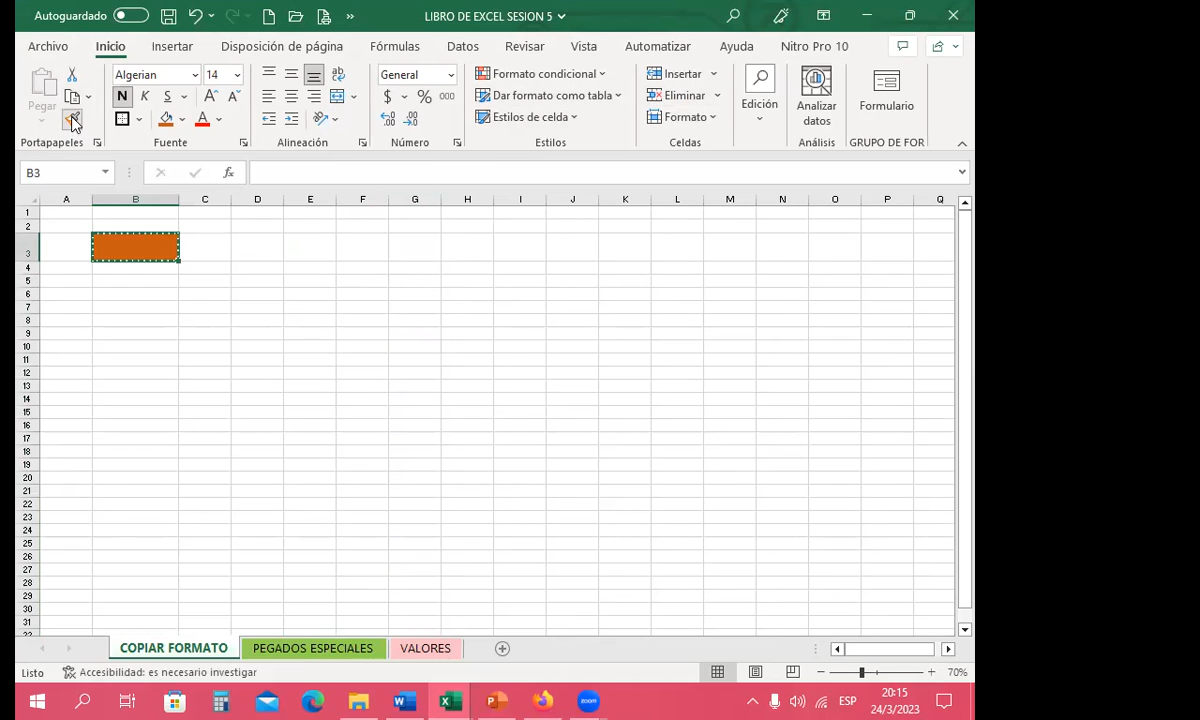 Autoguardado
LIBRO DE EXCEL SESION 5
Archivo Inicio Insertar Disposición de página Fórmulas Datos Revisar Vista Automatizar Ayuda Nitro Pro 10
Pegar
Algerian 14
N K S A A A
ab
General
$ % 000
Formato condicional
Dar formato como tabla
Estilos de celda
Insertar
Eliminar
Formato
Edición
Analizar
datos
Formulario
Portapapeles Fuente Alineación Número Estilos Celdas Análisis GRUPO DE FOR
B3 fx
A B C D E F G H I J K L M N O P Q
1
2
3
4
5
6
7
8
9
10
11
12
13
14
15
16
17
18
19
20
21
22
23
24
25
26
27
28
29
30
31
COPIAR FORMATO PEGADOS ESPECIALES VALORES
Listo Accesibilidad: es necesario investigar 70%
zoom
ESP
20:15
24/3/2023